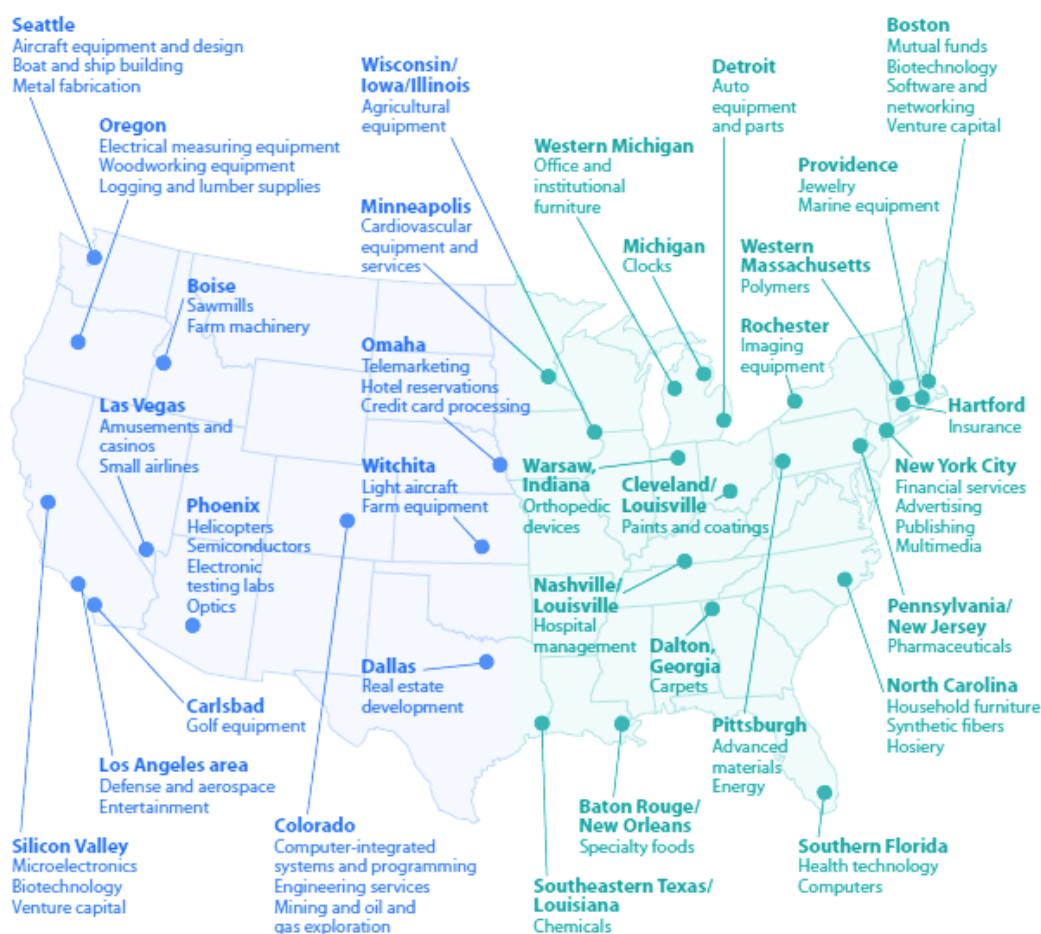 Seattle
Aircraft equipment and design
Boat and ship building
Metal fabrication
Oregon
Electrical measuring equipment
Woodworking equipment
Logging and lumber supplies
Boise
Sawmills
Farm machinery
Las Vegas
Amusements and
casinos
Small airlines
Phoenix
Helicopters
Semiconductors
Electronic
testing labs
Optics
Carlsbad
Golf equipment
Los Angeles area
Defense and aerospace
Entertainment
Silicon Valley
Microelectronics
Biotechnology
Venture capital
Colorado
Computer-integrated
systems and programming
Engineering services
Mining and oil and
gas exploration
Wisconsin/
Iowa/Illinois
Agricultural
equipment
Minneapolis
Cardiovascular
equipment and
services
Omaha
Telemarketing
Hotel reservations
Credit card processing
Witchita
Light aircraft
Farm equipment
Dallas
Real estate
development
Western Michigan
Office and
institutional
furniture
Michigan
Clocks
Detroit
Auto
equipment
and parts
Boston
Mutual funds
Biotechnology
Software and
networking
Venture capital
Providence
Jewelry
Marine equipment
Western
Massachusetts
Polymers
Rochester
Imaging
equipment
Hartford
Insurance
New York City
Financial services
Advertising
Publishing
Multimedia
Pennsylvania/
New Jersey
Pharmaceuticals
North Carolina
Household furniture
Synthetic fibers
Hosiery
Warsaw,
Indiana
Orthopedic
devices
Cleveland/
Louisville
Paints and coatings
Nashville/
Louisville
Hospital
management
Dalton,
Georgia
Carpets
Pittsburgh
Advanced
materials
Energy
Baton Rouge/
New Orleans
Specialty foods
Southeastern Texas/
Louisiana
Chemicals
Southern Florida
Health technology
Computers